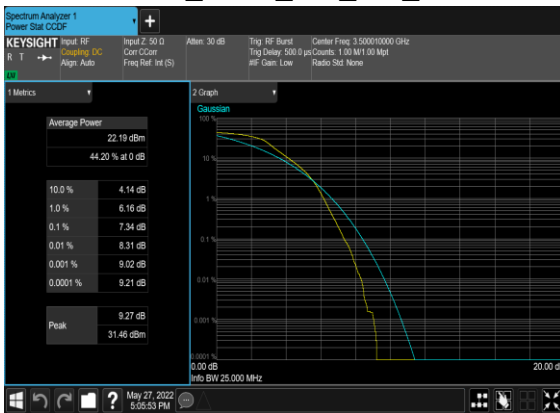 Spectrum Analyzer 1
Power Stat CCDF
KEYSIGHT
R T
Input: RF
Coupling: DC
Align: Auto
Input Z: 50 Ω
Corr CCorr
Freq Ref: Int (S)
Atten: 30 dB
Trig: RF Burst
Trig Delay: 500.0 µs
#IF Gain: Low
Center Freq: 3.500010000 GHz
Counts: 1.00 M/1.00 Mpt
Radio Std: None
1 Metrics
Average Power
22.19 dBm
44.20 % at 0 dB
10.0 % 4.14 dB
1.0 % 6.16 dB
0.1 % 7.34 dB
0.01 % 8.31 dB
0.001 % 9.02 dB
0.0001 % 9.21 dB
Peak 9.27 dB
31.46 dBm
2 Graph
Gaussian
100 %
10 %
1 %
0.1 %
0.01 %
0.001 %
0.0001 %
0.00 dB
20.00 d
Info BW 25.000 MHz
May 27, 2022
5:05:53 PM